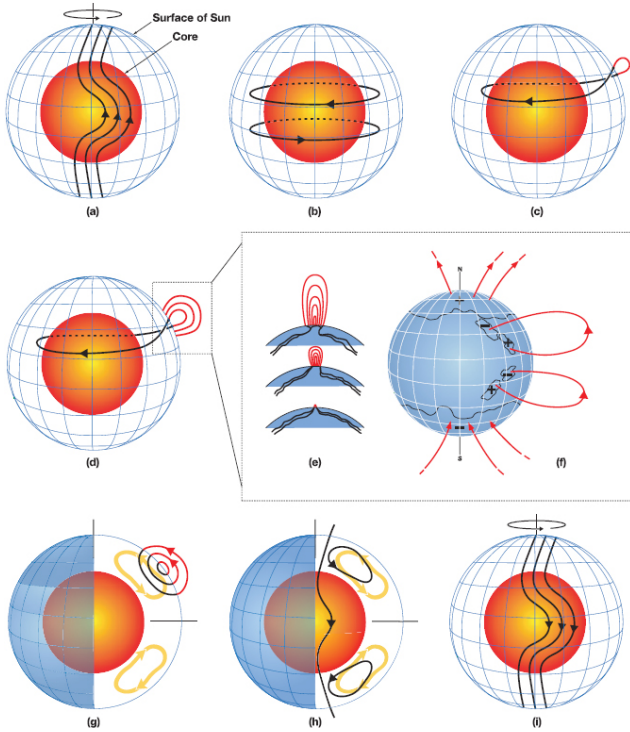 Surface of Sun
Core
(a)
(b)
(c)
(d)
(e)
N
–
–
+
–
+
--
S
(f)
(g)
(h)
(i)